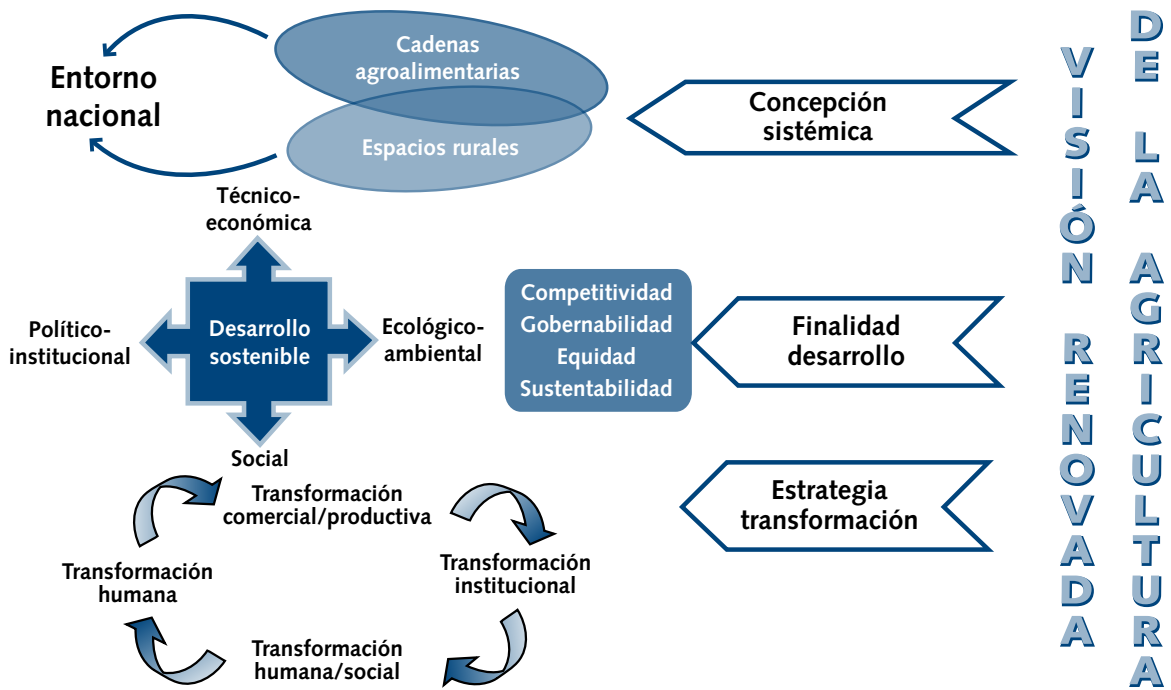 Entorno
nacional
Cadenas
agroalimentarias
Espacios rurales
Concepción
sistémica
Técnico-
económica
Político-
institucional
Desarrollo
sostenible
Ecológico-
ambiental
Social
Competitividad
Gobernabilidad
Equidad
Sustentabilidad
Finalidad
desarrollo
Transformación
comercial/productiva
Transformación
institucional
Transformación
humana/social
Transformación
humana
Estrategia
transformación
VISIÓN RENOVADA
DE LA AGRICULTURA